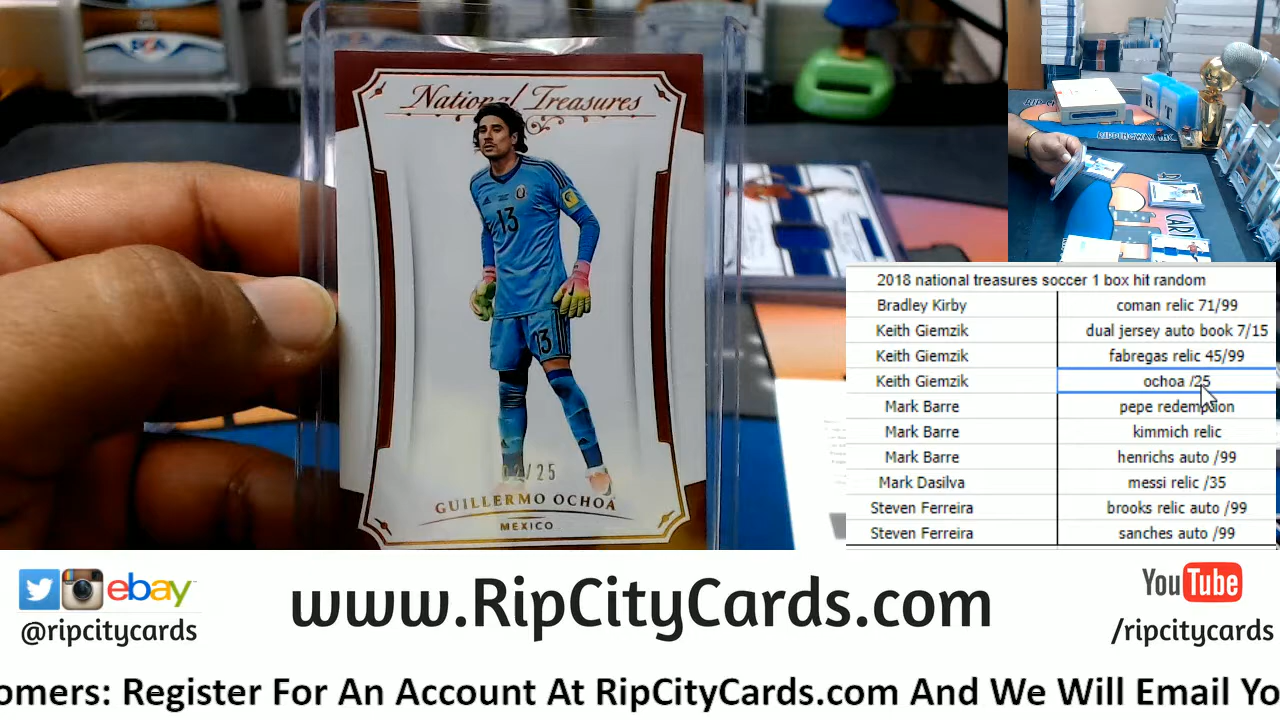 National Treasures
13
13
02/25
GUILLERMO OCHOA
MEXICO
2018 national treasures soccer 1 box hit random
Bradley Kirby coman relic 71/99
Keith Giemzik dual jersey auto book 7/15
Keith Giemzik fabregas relic 45/99
Keith Giemzik ochoa /25
Mark Barre pepe redemption
Mark Barre kimmich relic
Mark Barre henrichs auto /99
Mark Dasilva messi relic /35
Steven Ferreira brooks relic auto /99
Steven Ferreira sanches auto /99
ebay
@ripcitycards
www.RipCityCards.com
YouTube
/ripcitycards
omers: Register For An Account At RipCityCards.com And We Will Email Yo